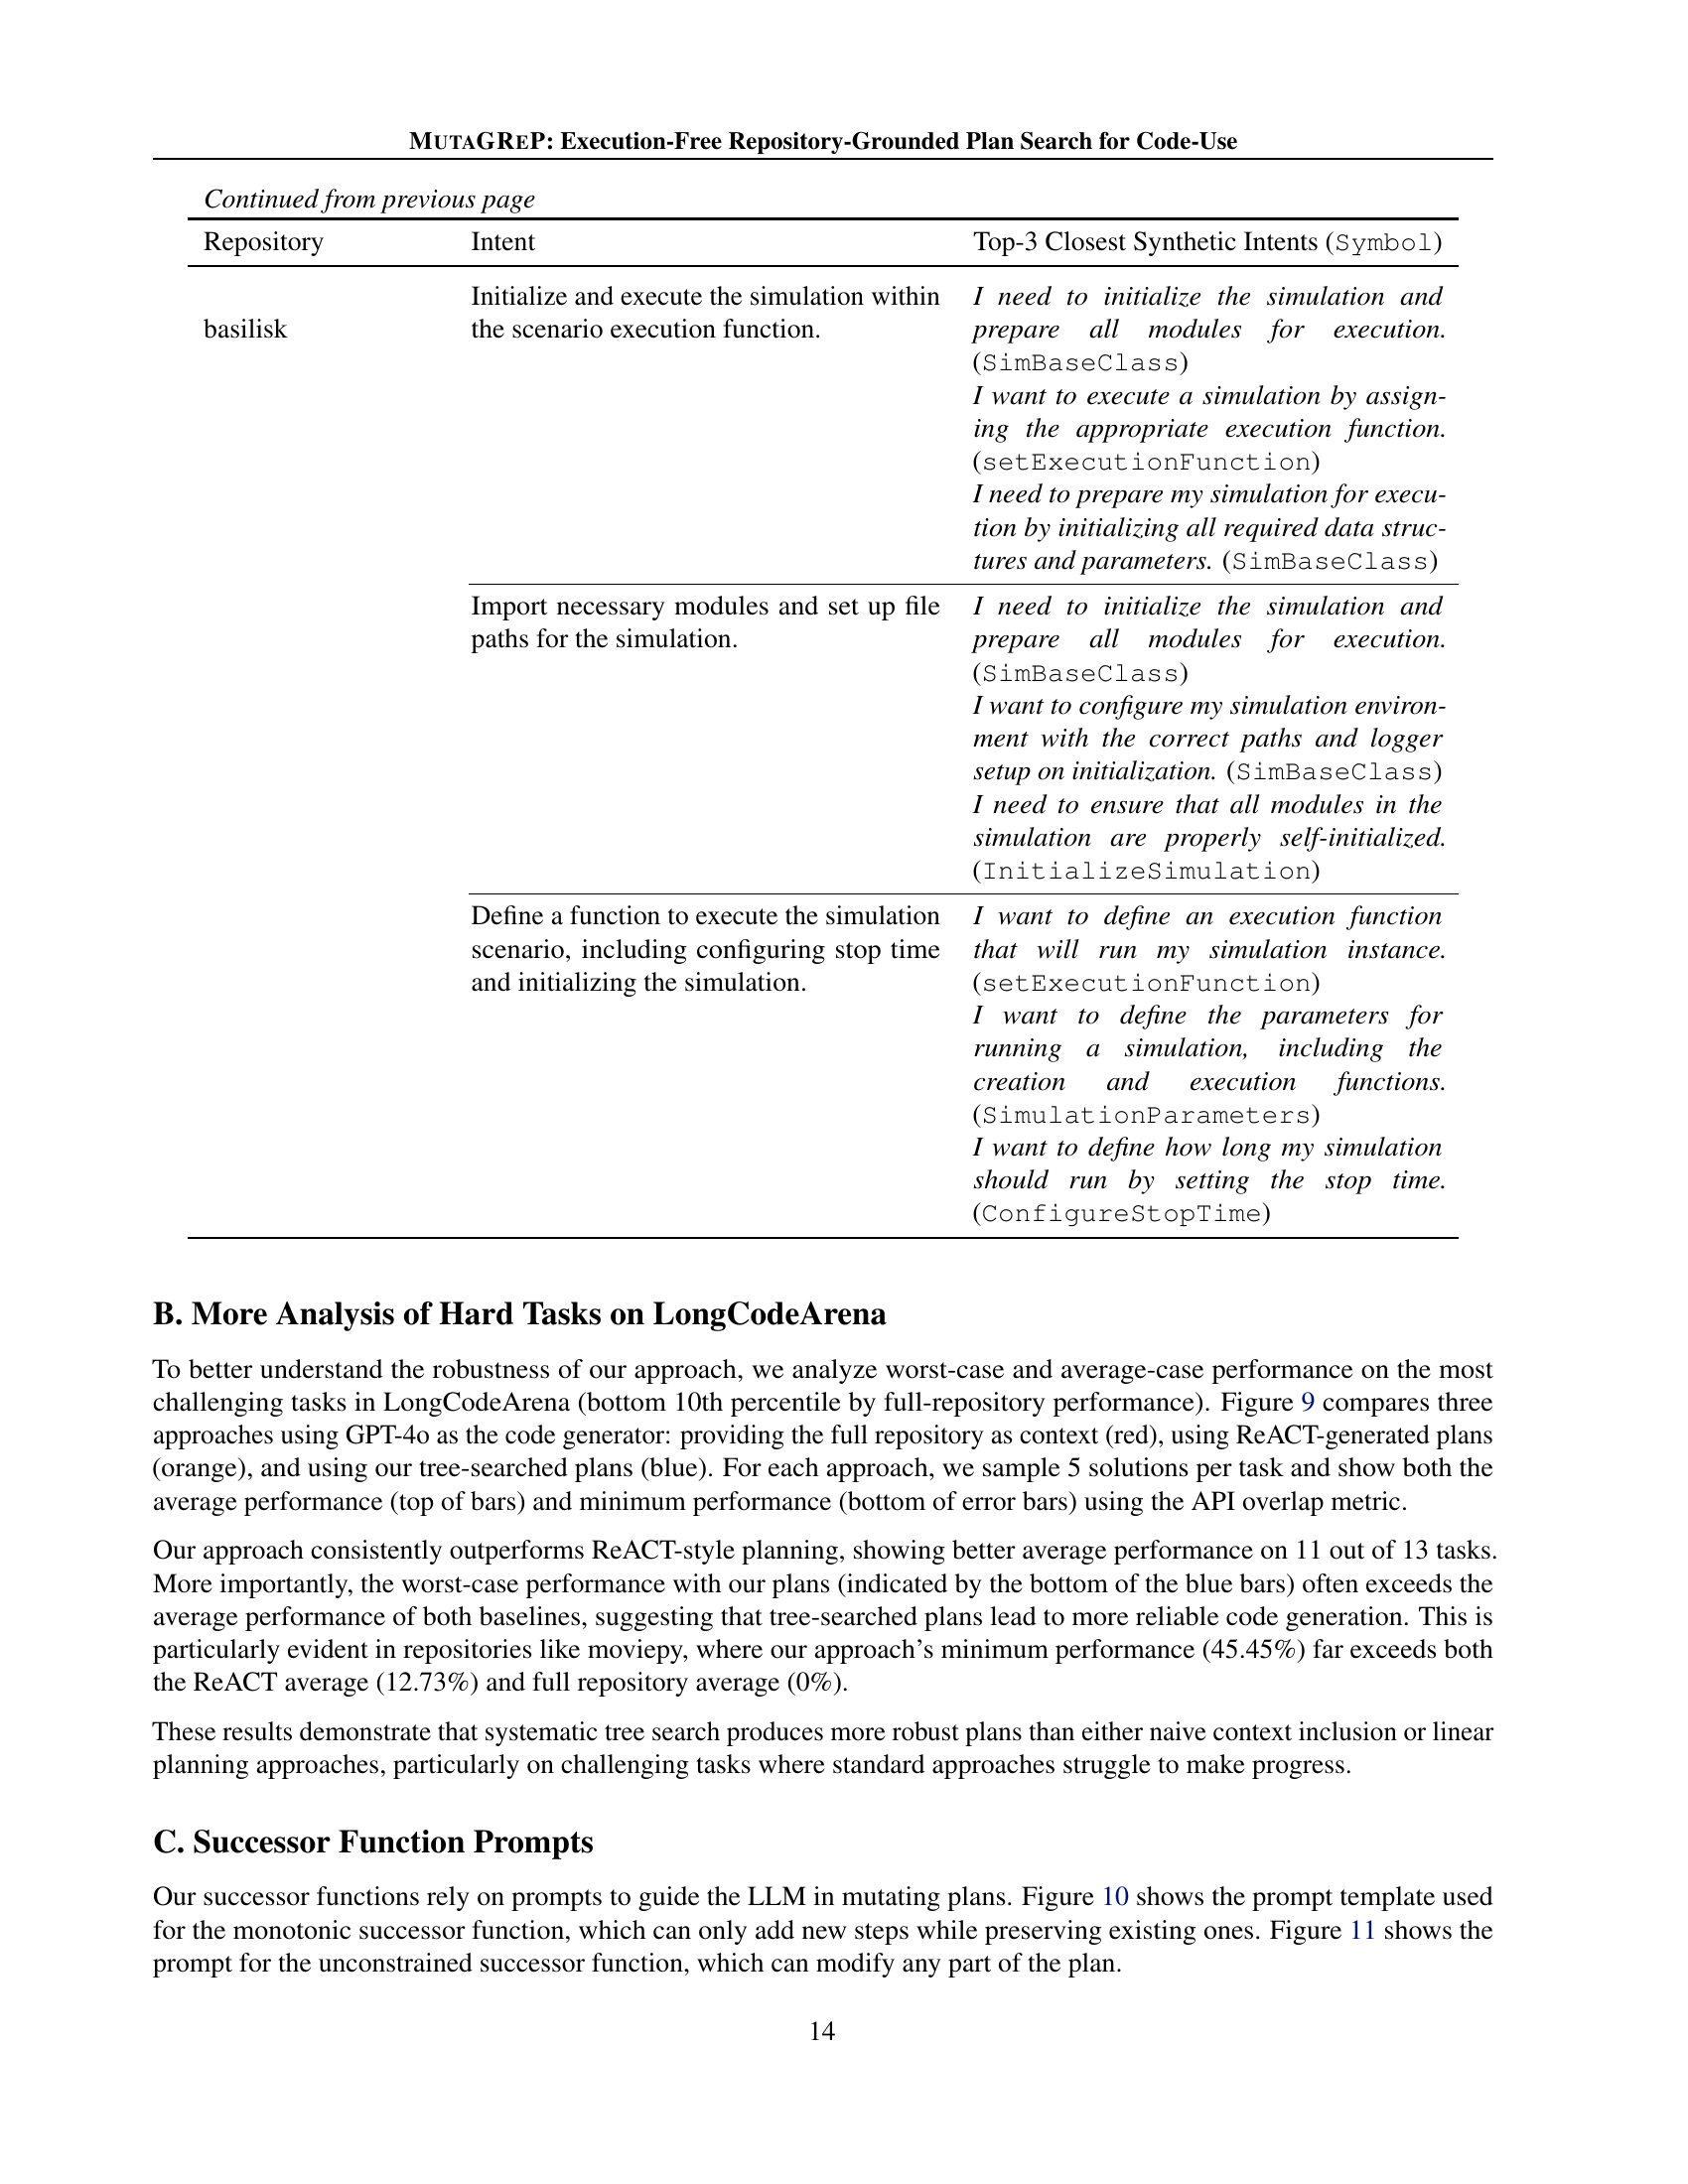 MUTAGREP: Execution-Free Repository-Grounded Plan Search for Code-Use
Continued from previous page
Repository Intent Top-3 Closest Synthetic Intents (Symbol)
basilisk
Initialize and execute the simulation within
the scenario execution function.
I need to initialize the simulation and
prepare all modules for execution.
(SimBaseClass)
I want to execute a simulation by assign-
ing the appropriate execution function.
(setExecutionFunction)
I need to prepare my simulation for execu-
tion by initializing all required data struc-
tures and parameters. (SimBaseClass)
Import necessary modules and set up file
paths for the simulation.
I need to initialize the simulation and
prepare all modules for execution.
(SimBaseClass)
I want to configure my simulation environ-
ment with the correct paths and logger
setup on initialization. (SimBaseClass)
I need to ensure that all modules in the
simulation are properly self-initialized.
(InitializeSimulation)
Define a function to execute the simulation
scenario, including configuring stop time
and initializing the simulation.
I want to define an execution function
that will run my simulation instance.
(setExecutionFunction)
I want to define the parameters for
running a simulation, including the
creation and execution functions.
(SimulationParameters)
I want to define how long my simulation
should run by setting the stop time.
(ConfigureStopTime)
B. More Analysis of Hard Tasks on LongCodeArena
To better understand the robustness of our approach, we analyze worst-case and average-case performance on the most
challenging tasks in LongCodeArena (bottom 10th percentile by full-repository performance). Figure 9 compares three
approaches using GPT-4o as the code generator: providing the full repository as context (red), using ReACT-generated plans
(orange), and using our tree-searched plans (blue). For each approach, we sample 5 solutions per task and show both the
average performance (top of bars) and minimum performance (bottom of error bars) using the API overlap metric.
Our approach consistently outperforms ReACT-style planning, showing better average performance on 11 out of 13 tasks.
More importantly, the worst-case performance with our plans (indicated by the bottom of the blue bars) often exceeds the
average performance of both baselines, suggesting that tree-searched plans lead to more reliable code generation. This is
particularly evident in repositories like moviepy, where our approach's minimum performance (45.45%) far exceeds both
the ReACT average (12.73%) and full repository average (0%).
These results demonstrate that systematic tree search produces more robust plans than either naive context inclusion or linear
planning approaches, particularly on challenging tasks where standard approaches struggle to make progress.
C. Successor Function Prompts
Our successor functions rely on prompts to guide the LLM in mutating plans. Figure 10 shows the prompt template used
for the monotonic successor function, which can only add new steps while preserving existing ones. Figure 11 shows the
prompt for the unconstrained successor function, which can modify any part of the plan.
14